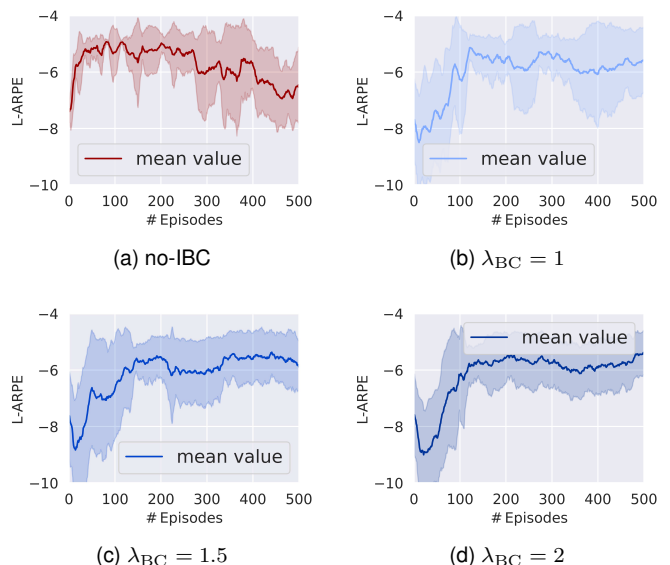 −4
−6
−8
−10
L-ARPE
mean value
0 100 200 300 400 500
# Episodes
(a) no-IBC
−4
−6
−8
−10
L-ARPE
mean value
0 100 200 300 400 500
# Episodes
(b) λBC = 1
−4
−6
−8
−10
L-ARPE
mean value
0 100 200 300 400 500
# Episodes
(c) λBC = 1.5
−4
−6
−8
−10
L-ARPE
mean value
0 100 200 300 400 500
# Episodes
(d) λBC = 2